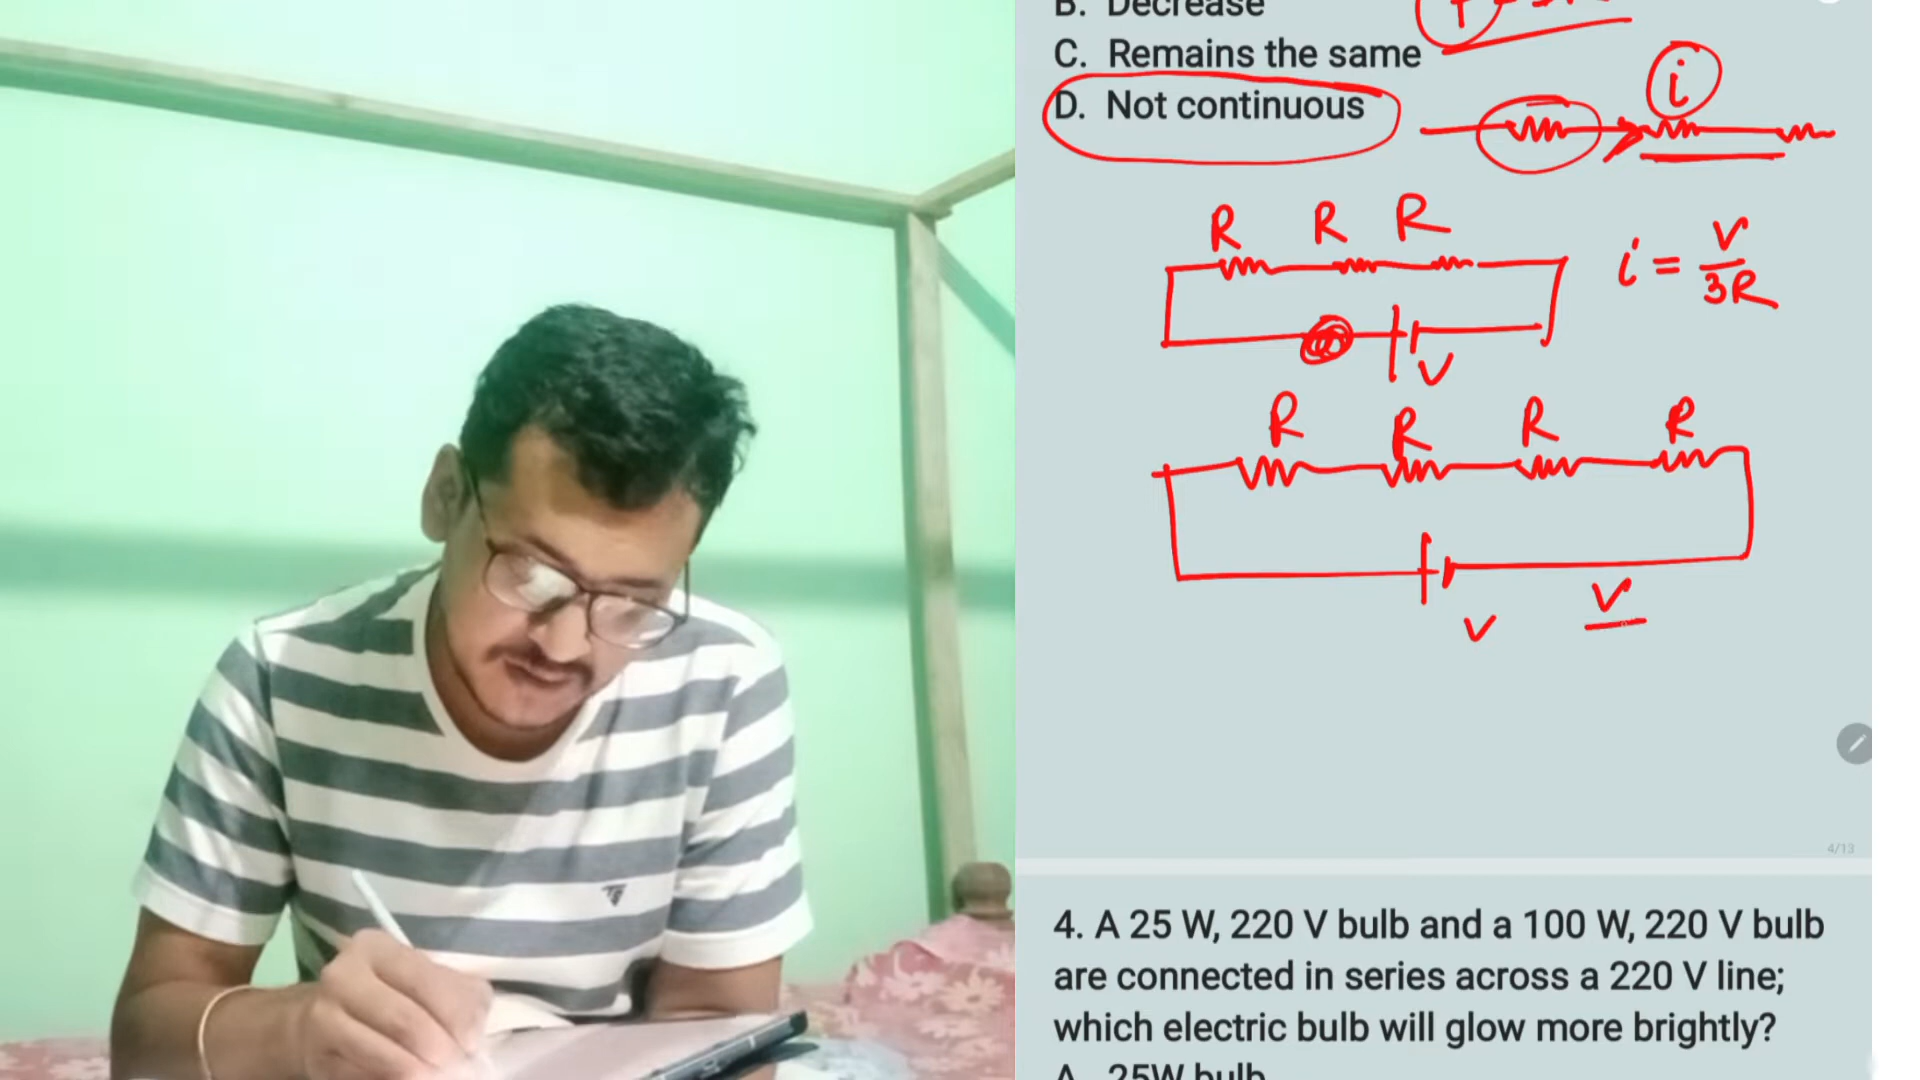 B. Decrease
C. Remains the same
i
D. Not continuous
R R R
i = V/3R
V
R R R R
V
V
4/13
4. A 25 W, 220 V bulb and a 100 W, 220 V bulb
are connected in series across a 220 V line;
which electric bulb will glow more brightly?
A. 25W bulb